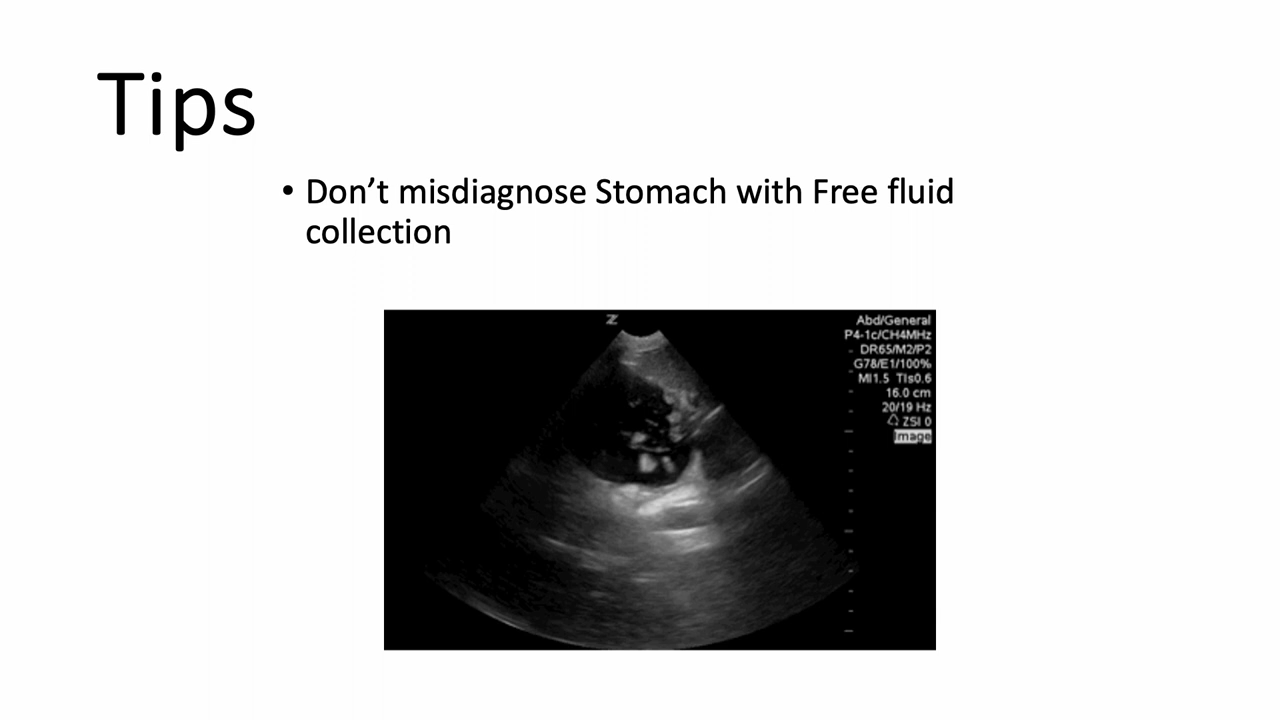 Tips
• Don’t misdiagnose Stomach with Free fluid
collection
Z
Abd/General
P4-1c/CH4MHz
DR65/M2/P2
G78/E1/100%
MI1.5 TIs0.6
16.0 cm
20/19 Hz
ZSI 0
Image